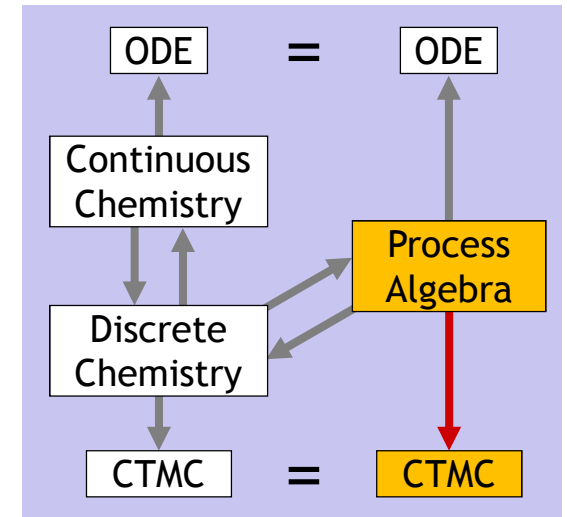 ODE = ODE
Continuous
Chemistry
Process
Algebra
Discrete
Chemistry
CTMC = CTMC